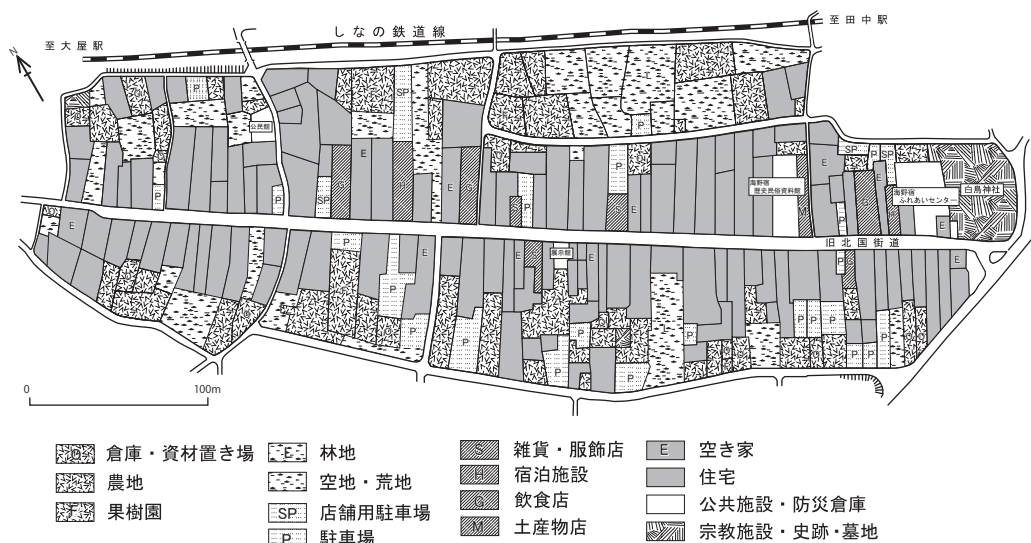 しなの鉄道線
至田中駅
至大屋駅
N
SP
P
公民館
E
SP
P
SP
E
海野宿
歴史民俗資料館
海野宿
ふれあいセンター
白鳥神社
G
H
E
G
P
SP
S
P
S
E
M
P
G
E
旧北国街道
E
P
E
P
E
展示館
E
P
G
E
P
P
P
P
P
P
P
P
P
P
P
0
100m
G 倉庫・資材置き場
農地
果樹園
林地
空地・荒地
SP 店舗用駐車場
P 駐車場
S 雑貨・服飾店
H 宿泊施設
G 飲食店
M 土産物店
E 空き家
住宅
公共施設・防災倉庫
宗教施設・史跡・墓地